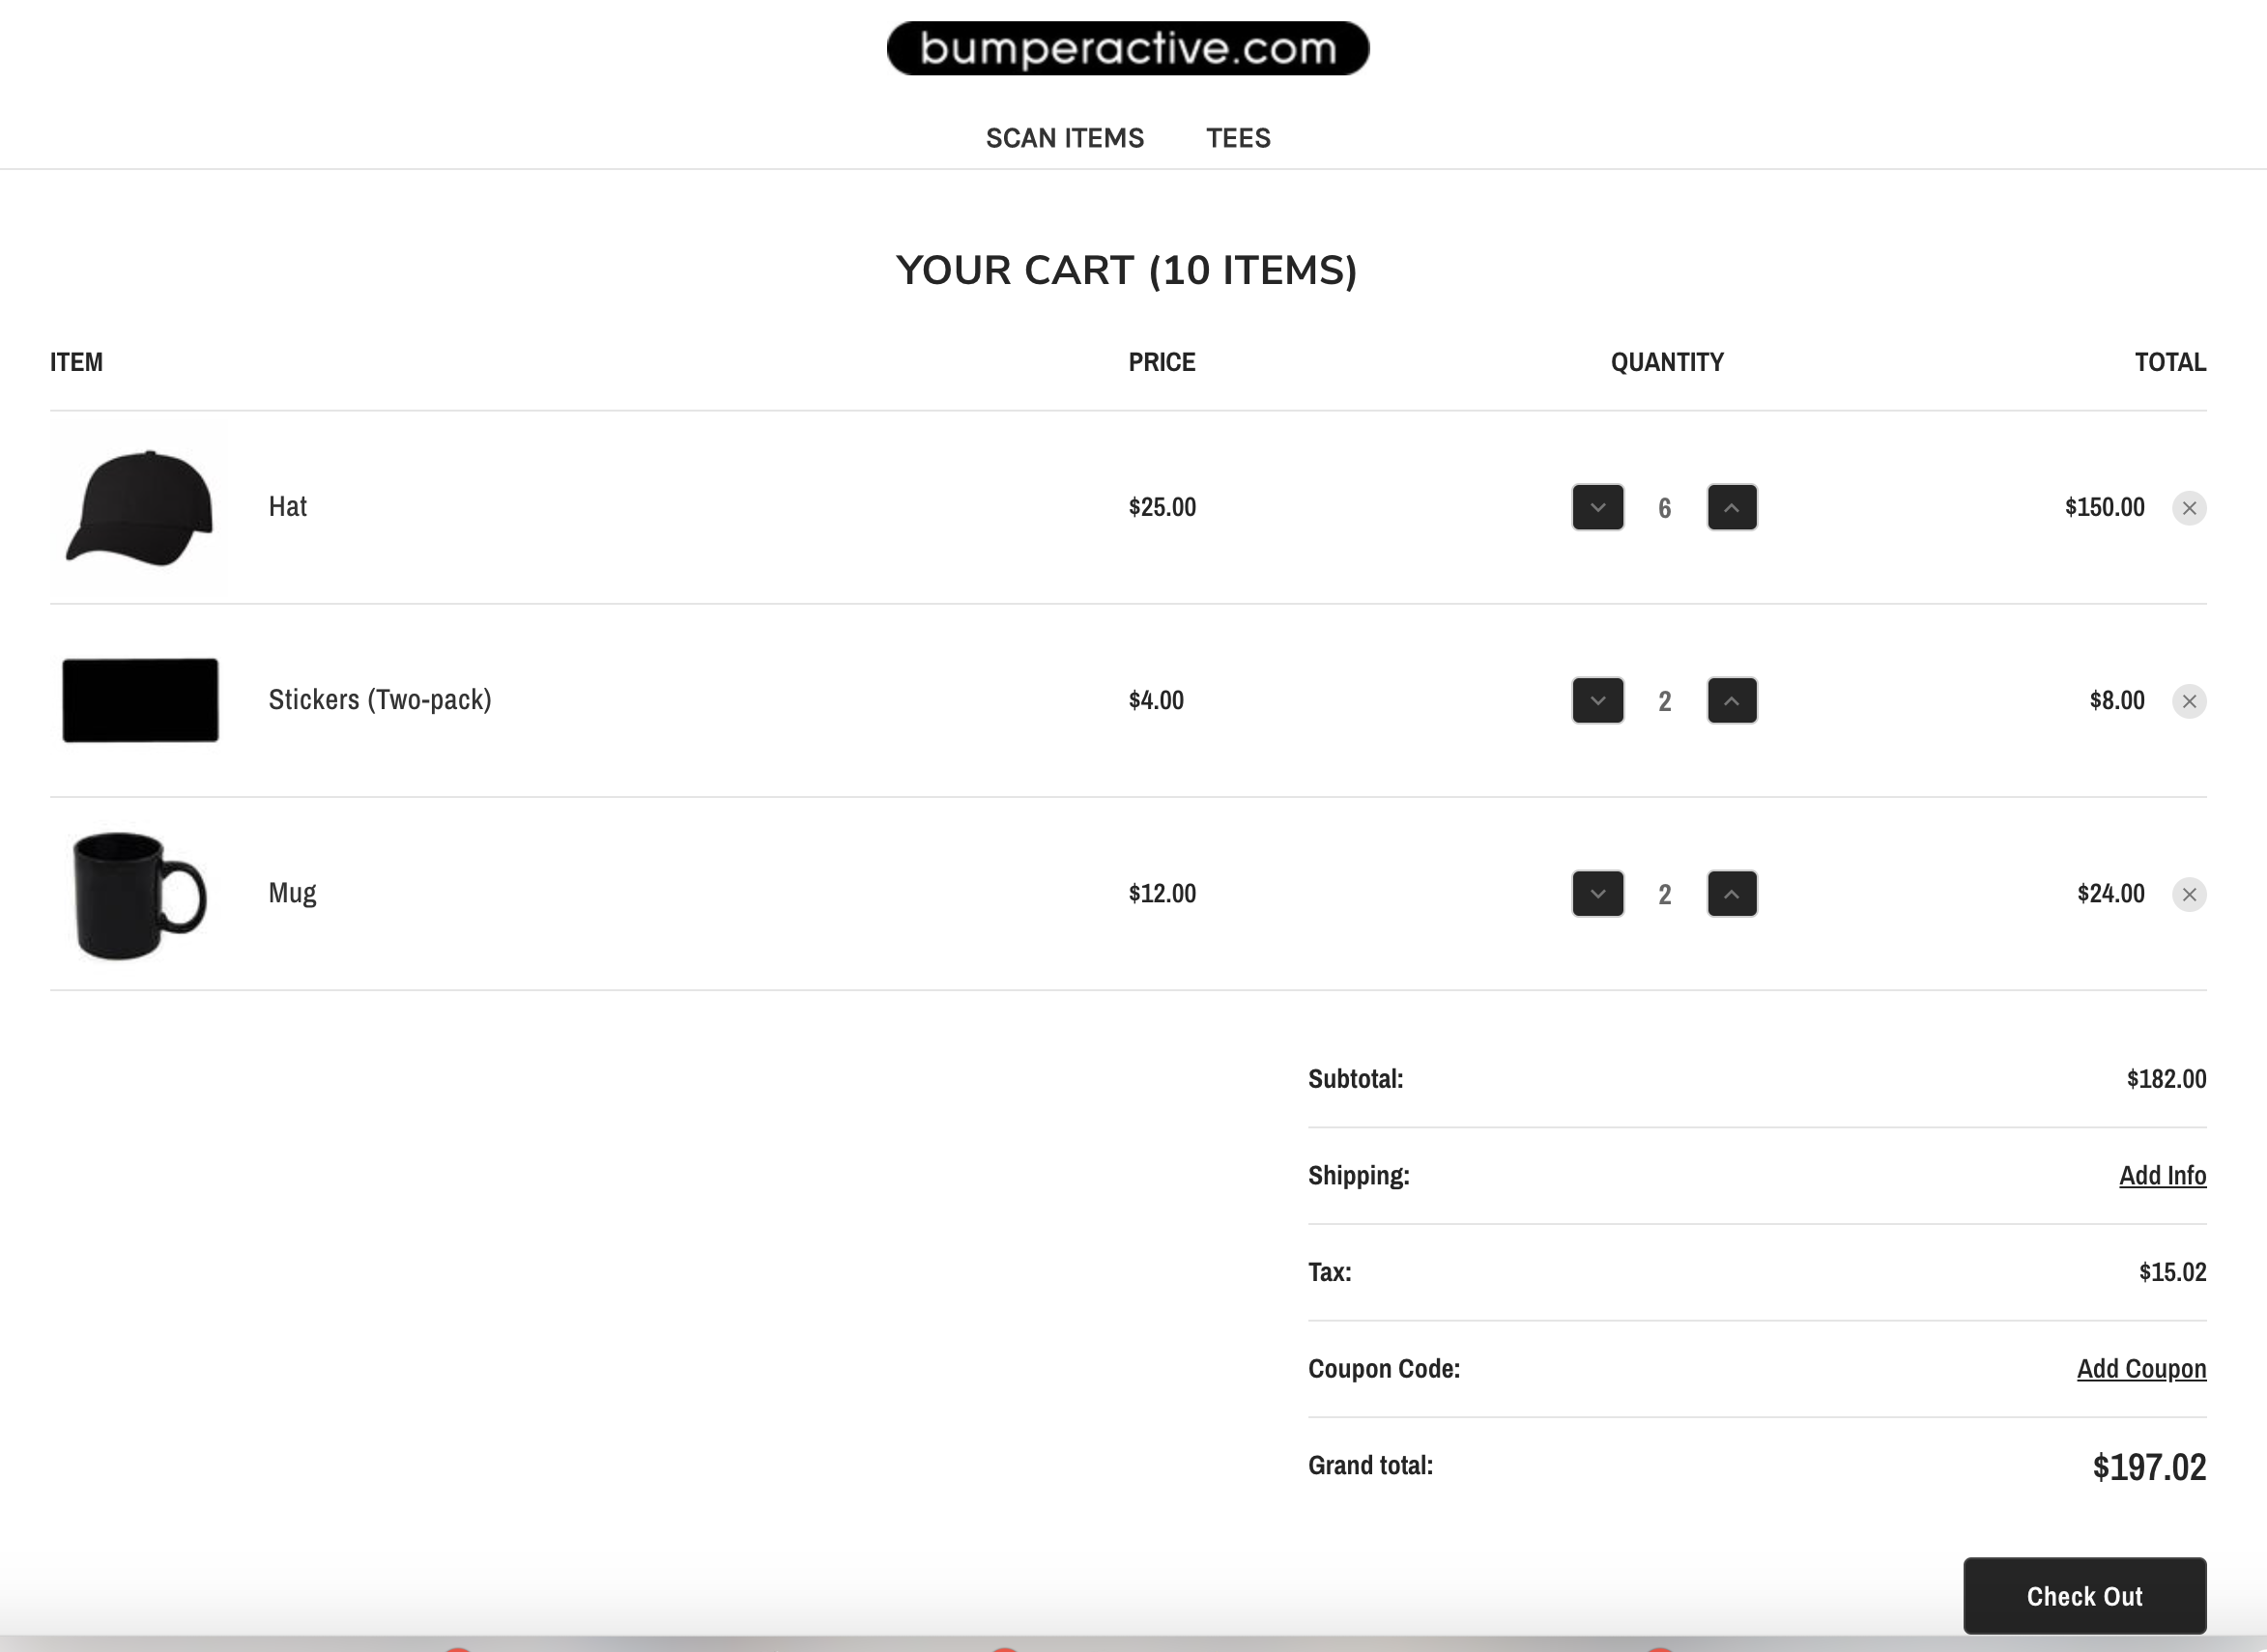 bumperactive.com
SCAN ITEMS TEES
YOUR CART (10 ITEMS)
ITEM PRICE QUANTITY TOTAL
Hat $25.00 6 $150.00
Stickers (Two-pack) $4.00 2 $8.00
Mug $12.00 2 $24.00
Subtotal: $182.00
Shipping: Add Info
Tax: $15.02
Coupon Code: Add Coupon
Grand total: $197.02
Check Out